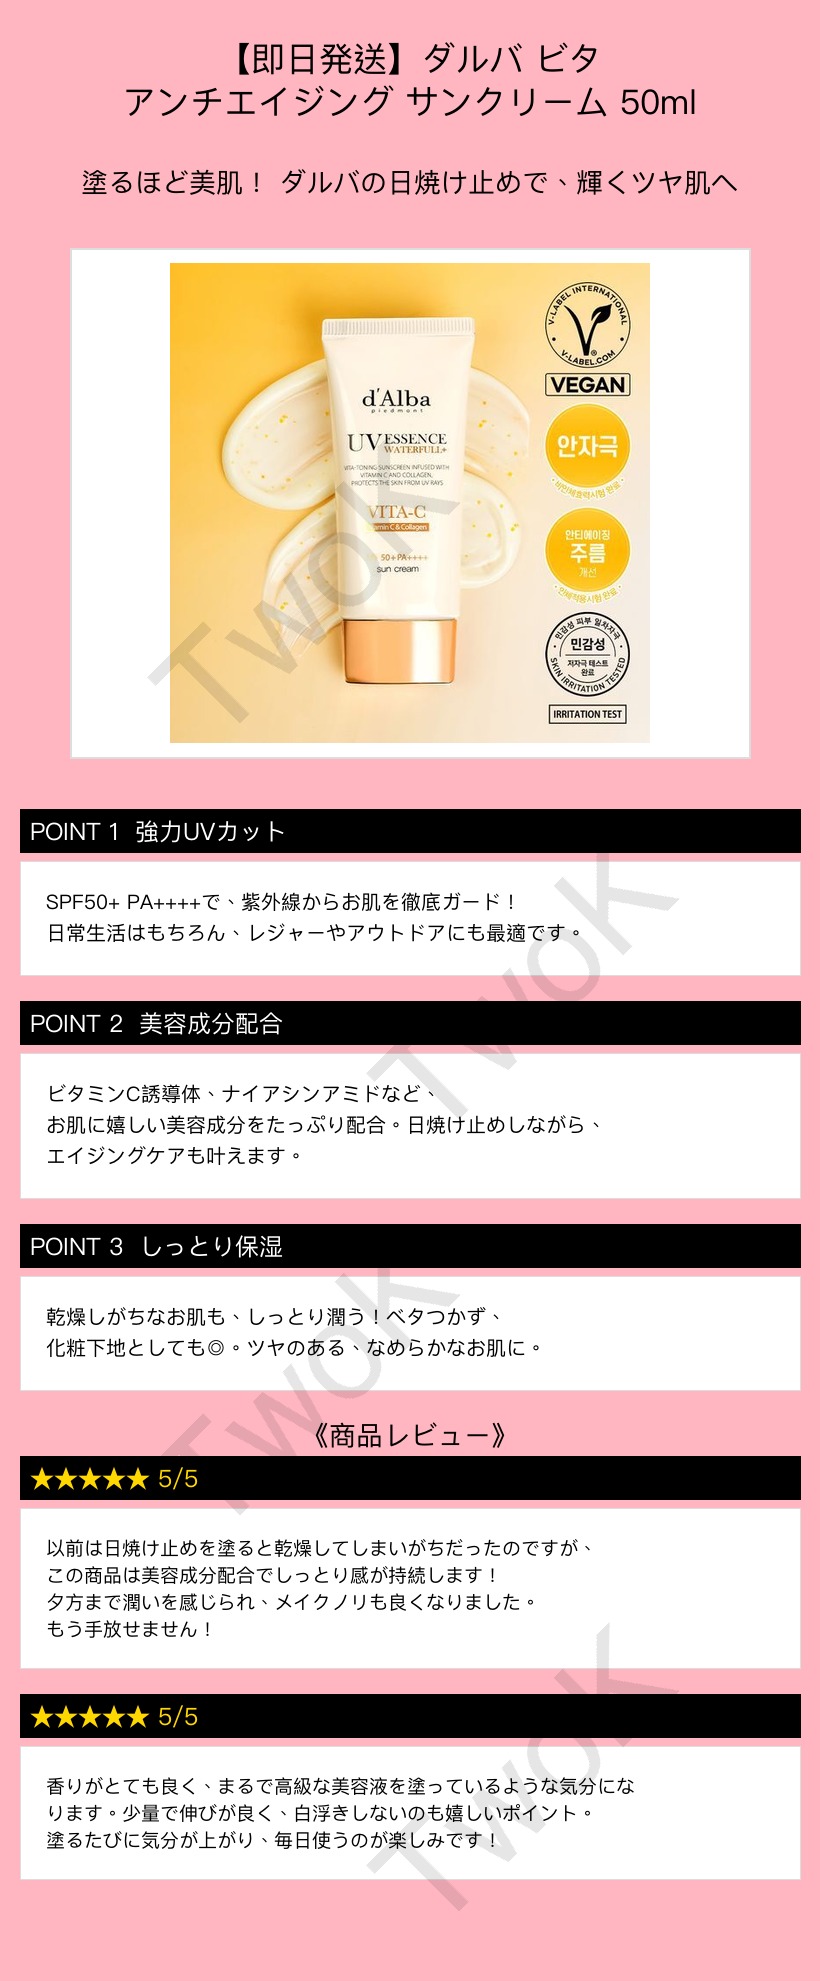 【即日発送】ダルバ ビタ
アンチエイジング サンクリーム 50ml
塗るほど美肌！ ダルバの日焼け止めで、輝くツヤ肌へ
d'Alba
piedmont
UV ESSENCE
WATERFULL+
VITA-TONING SUNSCREEN INFUSED WITH
VITAMIN C AND COLLAGEN,
PROTECTS THE SKIN FROM UV RAYS
VITA-C
amin C & Collagen
50+PA++++
sun cream
V-LABEL INTERNATIONAL
V-LABEL.COM
VEGAN
안자극
안티에이징
주름
개선
민감성 피부 일차자극
민감성
저자극 테스트
완료
SKIN IRRITATION TESTED
IRRITATION TEST
TwoK
POINT 1 強力UVカット
SPF50+ PA++++で、紫外線からお肌を徹底ガード！
日常生活はもちろん、レジャーやアウトドアにも最適です。
TwoK
POINT 2 美容成分配合
ビタミンC誘導体、ナイアシンアミドなど、
お肌に嬉しい美容成分をたっぷり配合。日焼け止めしながら、
エイジングケアも叶えます。
POINT 3 しっとり保湿
乾燥しがちなお肌も、しっとり潤う！ベタつかず、
化粧下地としても◎。ツヤのある、なめらかなお肌に。
TwoK
《商品レビュー》
★★★★★ 5/5
以前は日焼け止めを塗ると乾燥してしまいがちだったのですが、
この商品は美容成分配合でしっとり感が持続します！
夕方まで潤いを感じられ、メイクノリも良くなりました。
もう手放せません！
★★★★★ 5/5
香りがとても良く、まるで高級な美容液を塗っているような気分にな
ります。少量で伸びが良く、白浮きしないのも嬉しいポイント。
塗るたびに気分が上がり、毎日使うのが楽しみです！
TwoK